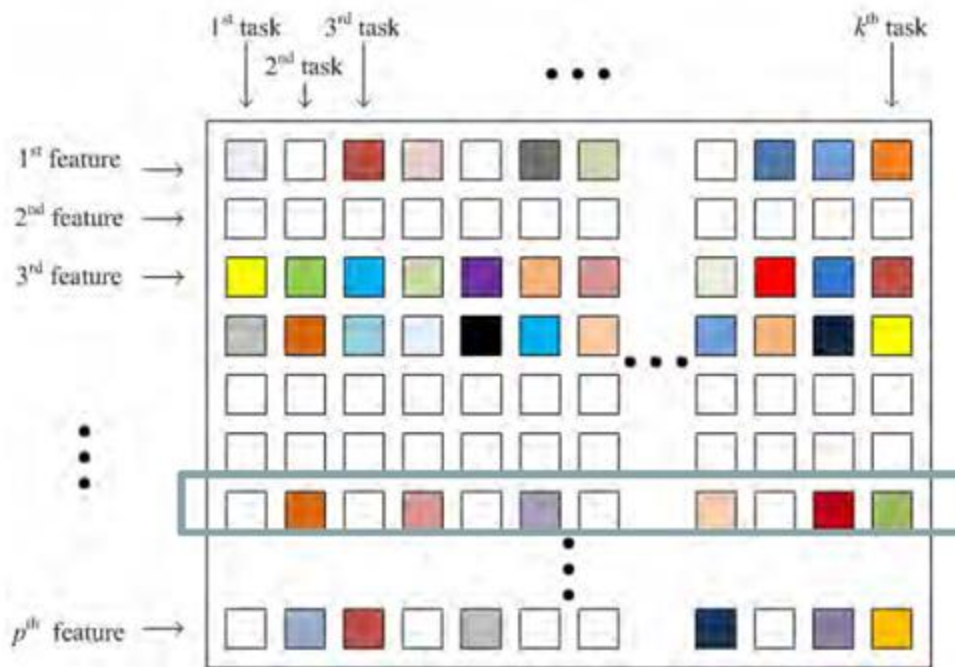 1st task
3rd task
kth task
2nd task
1st feature
2nd feature
3rd feature
pth feature